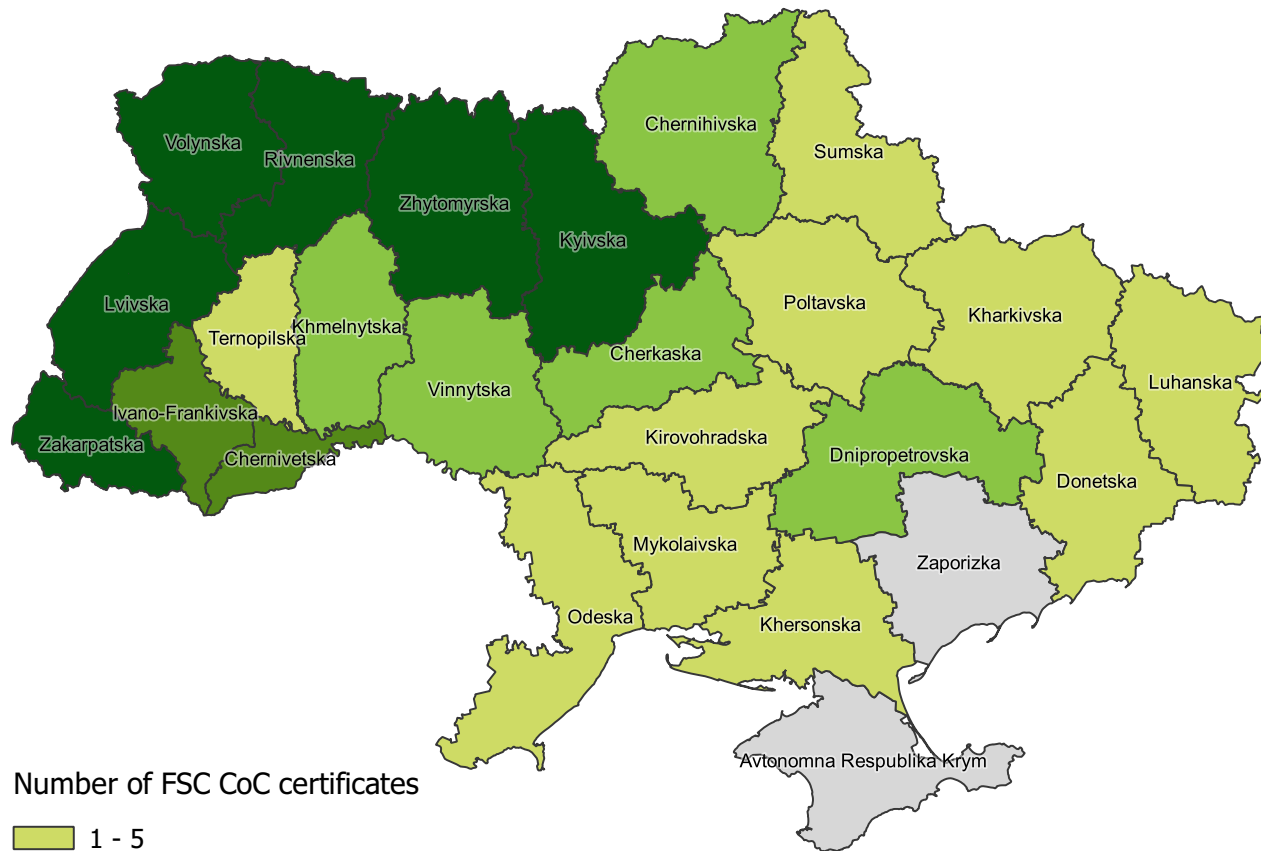 Chernihivska
Sumska
Volynska
Rivnenska
Zhytomyrska
Kyivska
Lvivska
Ternopilska
Khmelnytska
Poltavska
Kharkivska
Cherkaska
Vinnytska
Luhanska
Ivano-Frankivska
Zakarpatska
Chernivetska
Kirovohradska
Dnipropetrovska
Donetska
Mykolaivska
Zaporizka
Odeska
Khersonska
Avtonomna Respublika Krym
Number of FSC CoC certificates
1 - 5